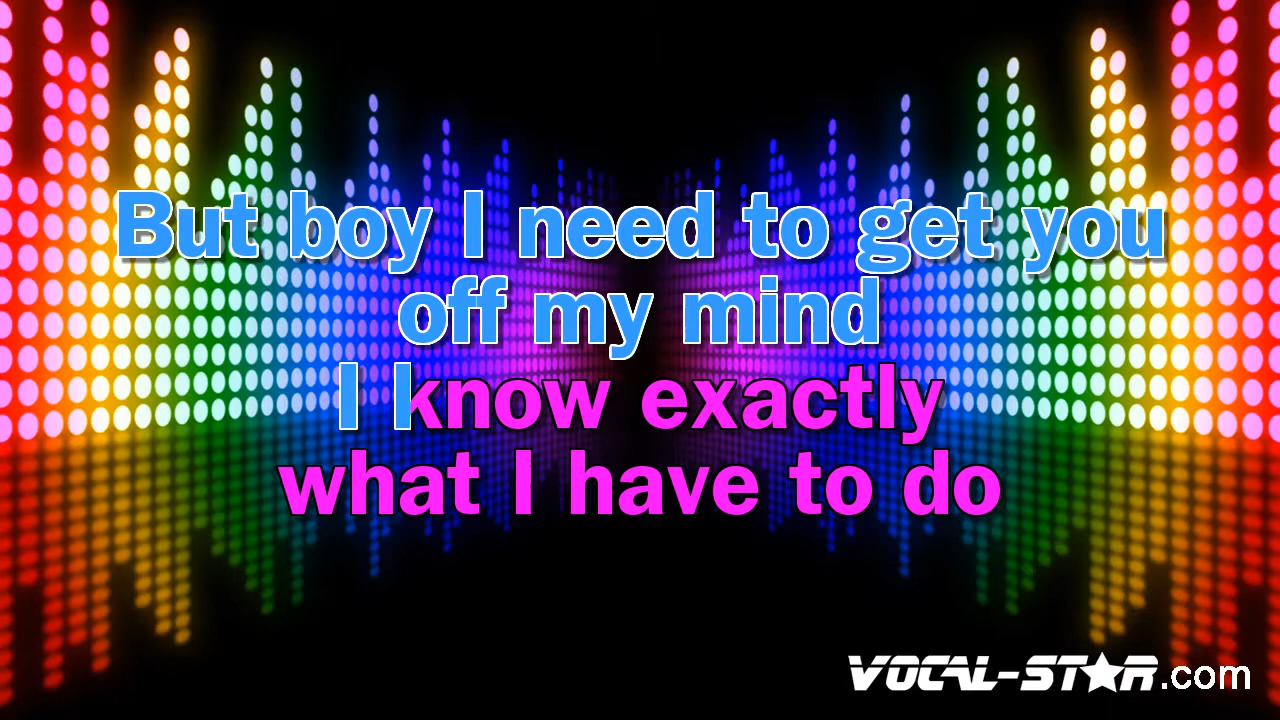 But boy I need to get you
off my mind
I know exactly
what I have to do
VOCAL-STAR.com